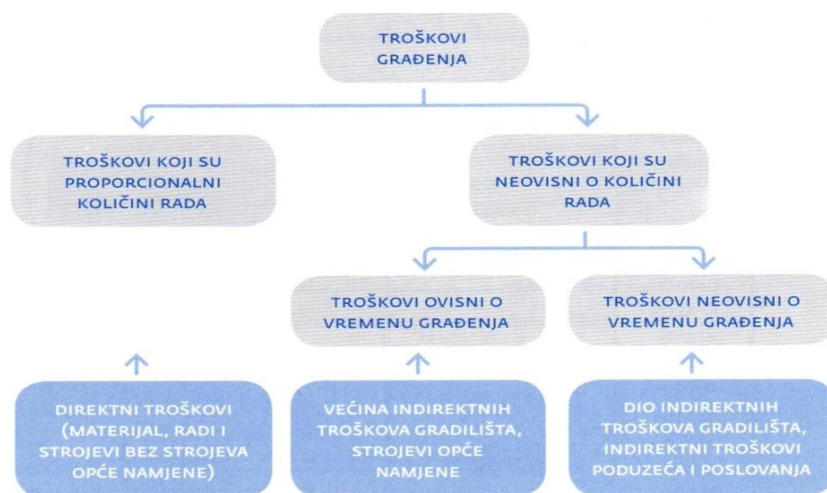 TROŠKOVI
GRAĐENJA
TROŠKOVI KOJI SU
PROPORCIONALNI
KOLIČINI RADA
TROŠKOVI KOJI SU
NEOVISNI O KOLIČINI
RADA
TROŠKOVI OVISNI O
VREMENU GRAĐENJA
TROŠKOVI NEOVISNI O
VREMENU GRAĐENJA
DIREKTNI TROŠKOVI
(MATERIJAL, RADI I
STROJEVI BEZ STROJEVA
OPĆE NAMJENE)
VEĆINA INDIREKTNIH
TROŠKOVA GRADILIŠTA,
STROJEVI OPĆE
NAMJENE
DIO INDIREKTNIH
TROŠKOVA GRADILIŠTA,
INDIREKTNI TROŠKOVI
PODUZEĆA I POSLOVANJA